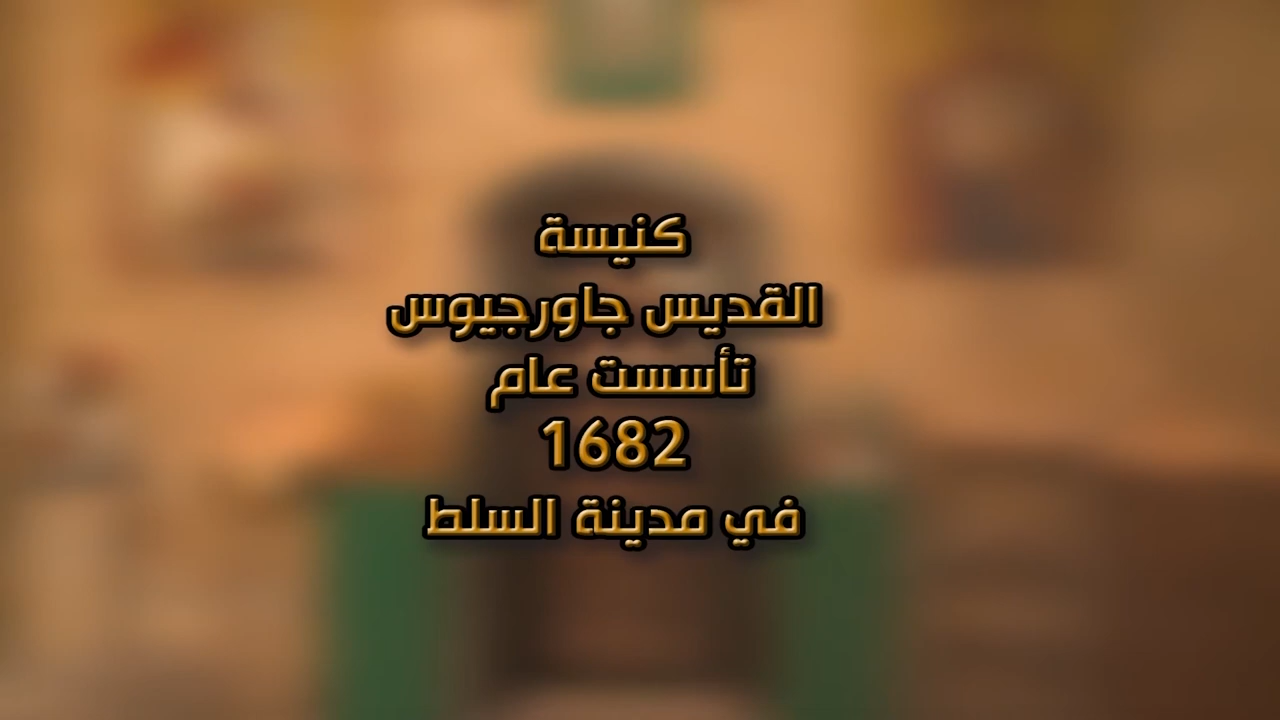 كنيسة
القديس جاورجيوس
تأسست عام
1682
في مدينة السلط